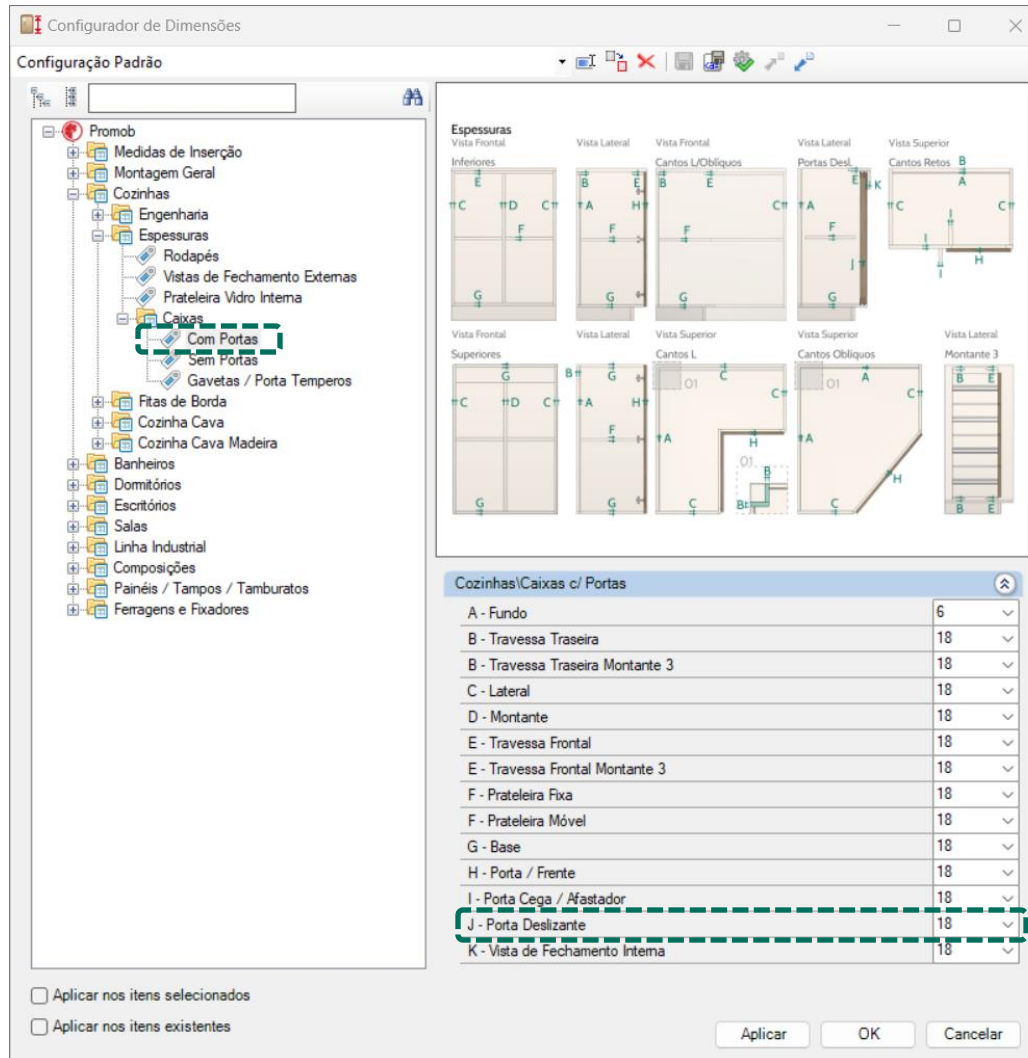 Configurador de Dimensões
Configuração Padrão
Promob
Medidas de Inserção
Montagem Geral
Cozinhas
Engenharia
Espessuras
Rodapés
Vistas de Fechamento Externas
Prateleira Vidro Interna
Caixas
Com Portas
Sem Portas
Gavetas / Porta Temperos
Fitas de Borda
Cozinha Cava
Cozinha Cava Madeira
Banheiros
Dormitórios
Escritórios
Salas
Linha Industrial
Composições
Painéis / Tampos / Tamburatos
Ferragens e Fixadores
Espessuras
Vista Frontal Vista Lateral Vista Frontal Vista Lateral Vista Superior
Inferiores Cantos L/Oblíquos Portas Desl. Cantos Retos B
E B E B E E K A
C D C A H C A C C
F F F F I
J I H
G G G G I
Vista Frontal Vista Lateral Vista Superior Vista Superior Vista Lateral
Superiores Cantos L Cantos Oblíquos Montante 3
G B G O1 C O1 A B E
C D C A H C C
F A H A
O1 B H
G G C B C B E
Cozinhas\Caixas c/ Portas
A - Fundo 6
B - Travessa Traseira 18
B - Travessa Traseira Montante 3 18
C - Lateral 18
D - Montante 18
E - Travessa Frontal 18
E - Travessa Frontal Montante 3 18
F - Prateleira Fixa 18
F - Prateleira Móvel 18
G - Base 18
H - Porta / Frente 18
I - Porta Cega / Afastador 18
J - Porta Deslizante 18
K - Vista de Fechamento Interna 18
Aplicar nos itens selecionados
Aplicar nos itens existentes
Aplicar OK Cancelar